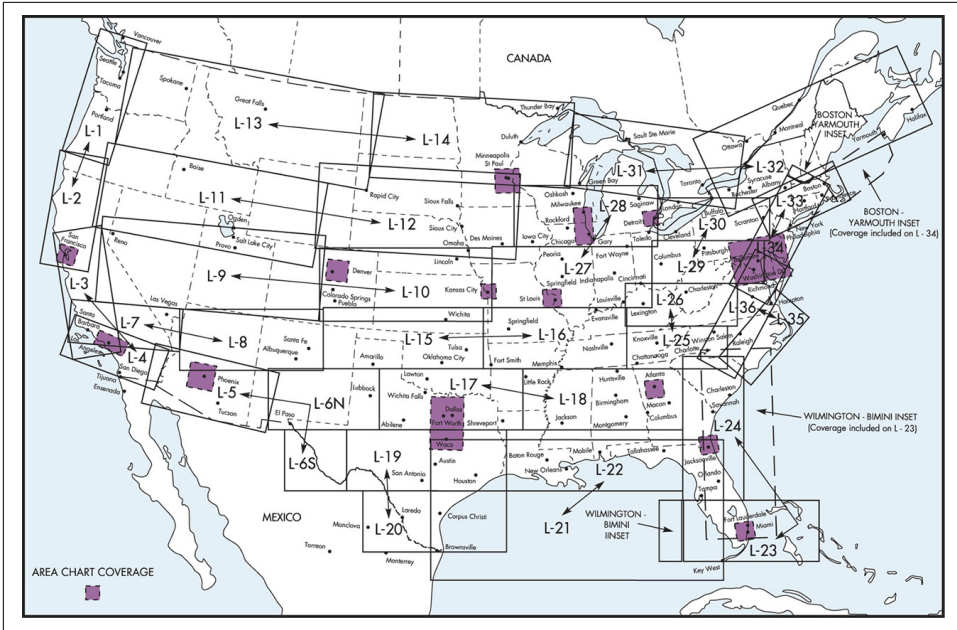 Vancouver
CANADA
Seattle
Tacoma
Spokane
Portland
Great Falls
L-1
L-13
L-14
Thunder Bay
Duluth
Sault Ste Marie
Quebec
Halifax
Montreal
Ottawa
BOSTON -
YARMOUTH
INSET
Yarmouth
Minneapolis
St Paul
L-31
L-32
Green Bay
Toronto
Syracuse
Rochester
Albany
Boston
L-2
Boise
L-11
L-12
Rapid City
Sioux Falls
Sioux City
Oshkosh
Milwaukee
Rockford
L-28
Saginaw
Detroit
London
Buffalo
L-30
L-33
Scranton
New York
Philadelphia
BOSTON -
YARMOUTH INSET
(Coverage included on L - 34)
Ogden
Salt Lake City
Provo
Omaha
Des Moines
Iowa City
Chicago
Gary
Toledo
Cleveland
Pittsburgh
L-34
San
Francisco
Reno
L-9
Denver
Colorado Springs
Pueblo
L-10
Lincoln
Kansas City
Peoria
L-27
Fort Wayne
Columbus
L-29
Washington DC
Richmond
Springfield
Indianapolis
Cincinnati
Charleston
St Louis
Louisville
Lexington
L-26
L-36
L-35
L-3
Las Vegas
L-7
L-8
Wichita
L-15
L-16
Springfield
Evansville
Knoxville
L-25
Winston Salem
Raleigh
Santa
Barbara
Los
Angeles
L-4
San Diego
Tijuana
Ensenada
Santa Fe
Albuquerque
Amarillo
Tulsa
Oklahoma City
Fort Smith
Memphis
Nashville
Chattanooga
Charlotte
Phoenix
L-5
Tucson
El Paso
L-6N
Lubbock
Lawton
Wichita Falls
L-17
L-18
Little Rock
Huntsville
Atlanta
Birmingham
Macon
Charleston
Savannah
Abilene
Dallas
Fort Worth
Shreveport
Jackson
Montgomery
Columbus
L-24
WILMINGTON - BIMINI INSET
(Coverage included on L - 23)
Waco
L-6S
L-19
San Antonio
Austin
Houston
Baton Rouge
New Orleans
Mobile
Tallahassee
Jacksonville
L-22
Orlando
Tampa
L-21
MEXICO
Monclova
L-20
Laredo
Corpus Christi
Brownsville
Torreon
Monterrey
WILMINGTON -
BIMINI
IINSET
Fort Lauderdale
Miami
L-23
Key West
AREA CHART COVERAGE